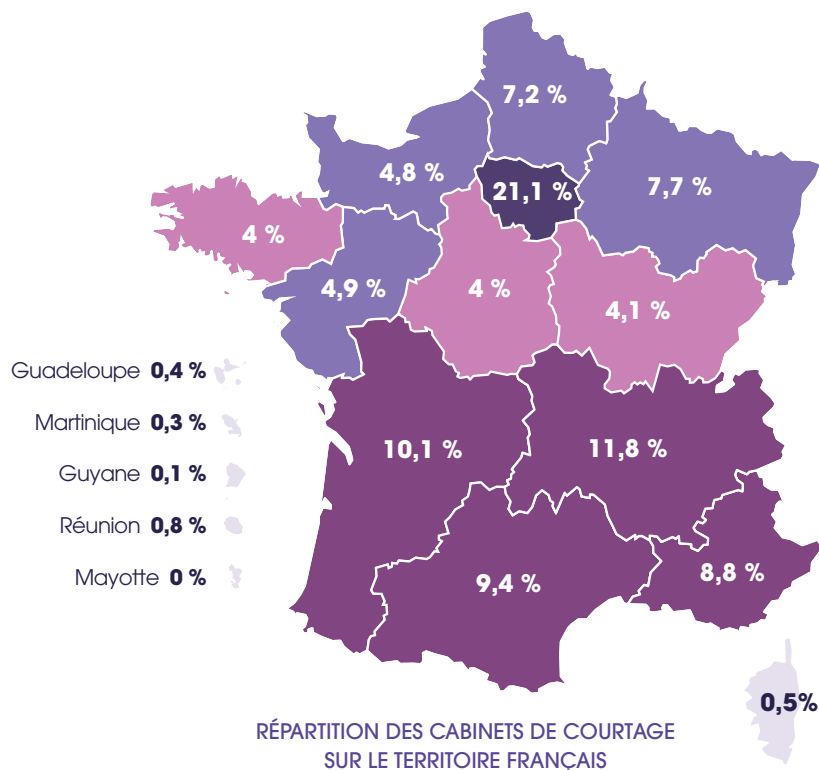 7,2 %
4,8 %
21,1 %
7,7 %
4 %
4,9 %
4 %
4,1 %
Guadeloupe 0,4 %
Martinique 0,3 %
Guyane 0,1 %
Réunion 0,8 %
Mayotte 0 %
10,1 %
11,8 %
9,4 %
8,8 %
0,5%
RÉPARTITION DES CABINETS DE COURTAGE
SUR LE TERRITOIRE FRANÇAIS